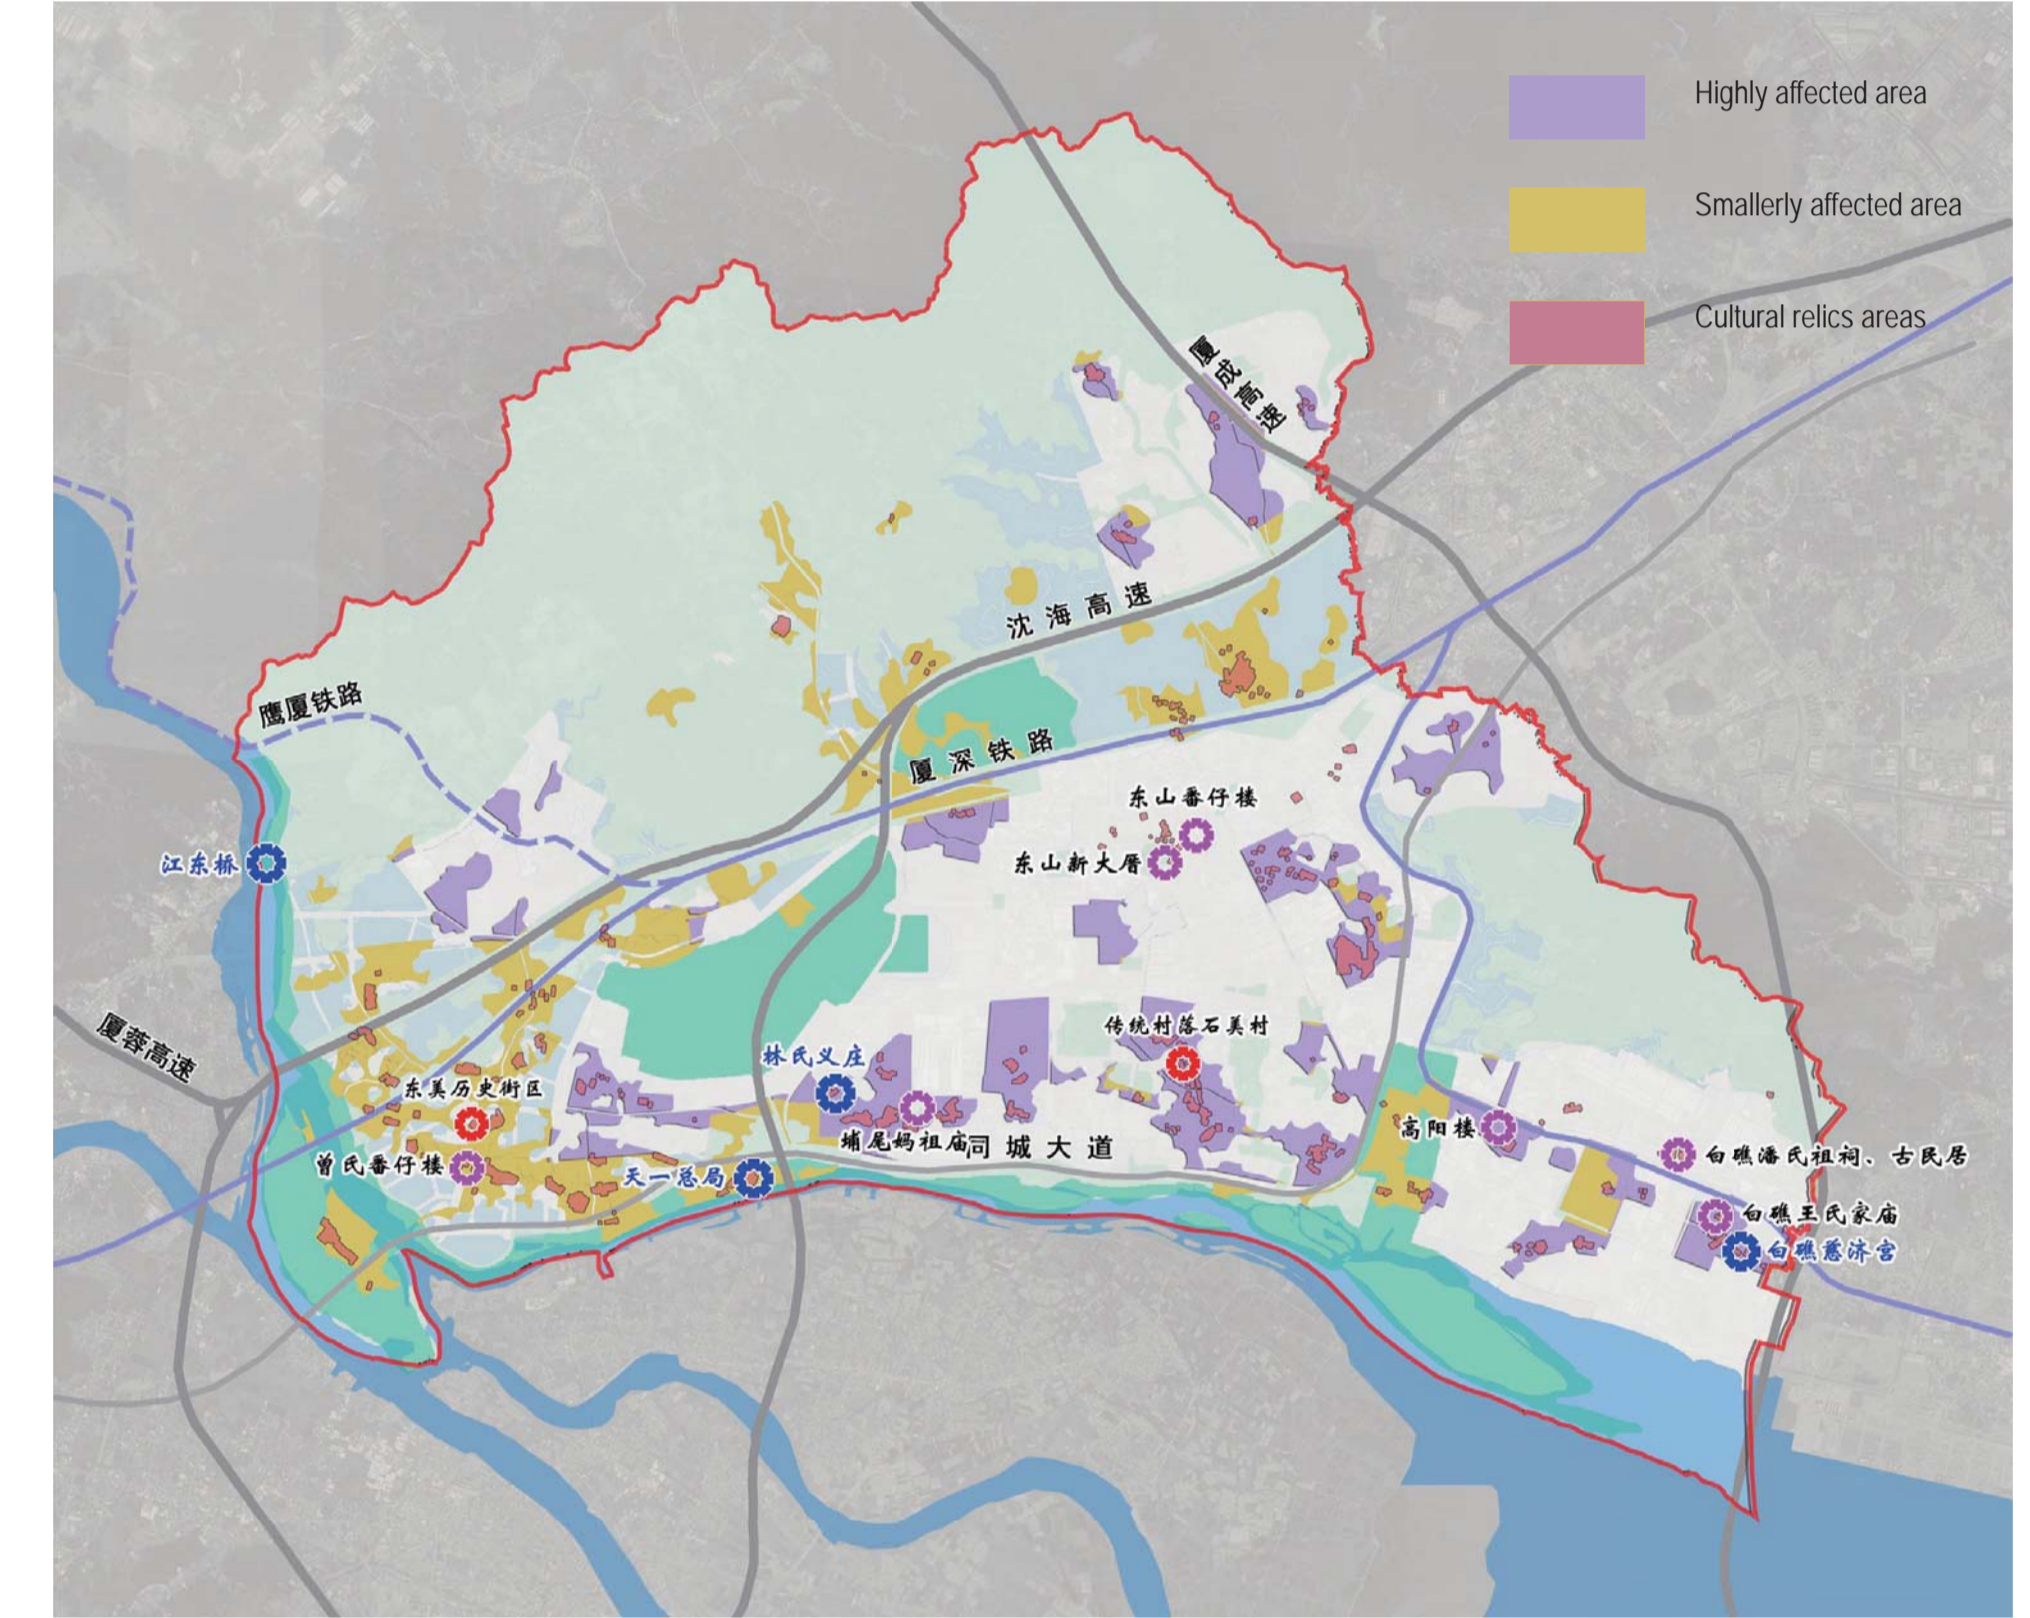 Highly affected area
Smallerly affected area
Cultural relics areas
厦成高速
沈海高速
鹰厦铁路
厦深铁路
东山番仔楼
东山新大厝
江东桥
厦蓉高速
传统村落石美村
林氏义庄
东美历史街区
埔尾妈祖庙
同城大道
高阳楼
曾氏番仔楼
天一总局
白礁潘氏祖祠、古民居
白礁王氏家庙
白礁慈济宫